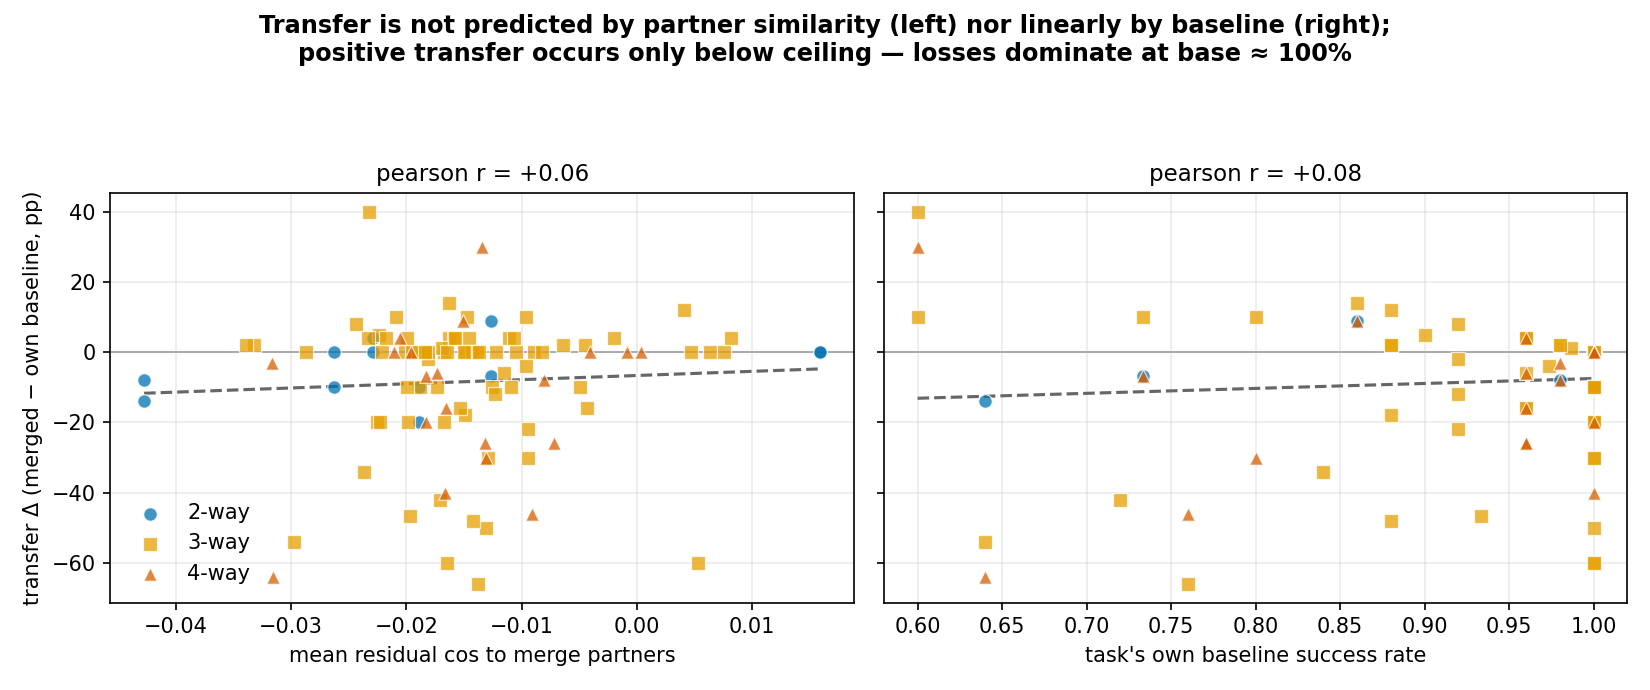 Transfer is not predicted by partner similarity (left) nor linearly by baseline (right);
positive transfer occurs only below ceiling — losses dominate at base ≈ 100%
pearson r = +0.06
transfer Δ (merged − own baseline, pp)
40
20
0
−20
−40
−60
2-way
3-way
4-way
−0.04
−0.03
−0.02
−0.01
0.00
0.01
mean residual cos to merge partners
pearson r = +0.08
0.60
0.65
0.70
0.75
0.80
0.85
0.90
0.95
1.00
task's own baseline success rate